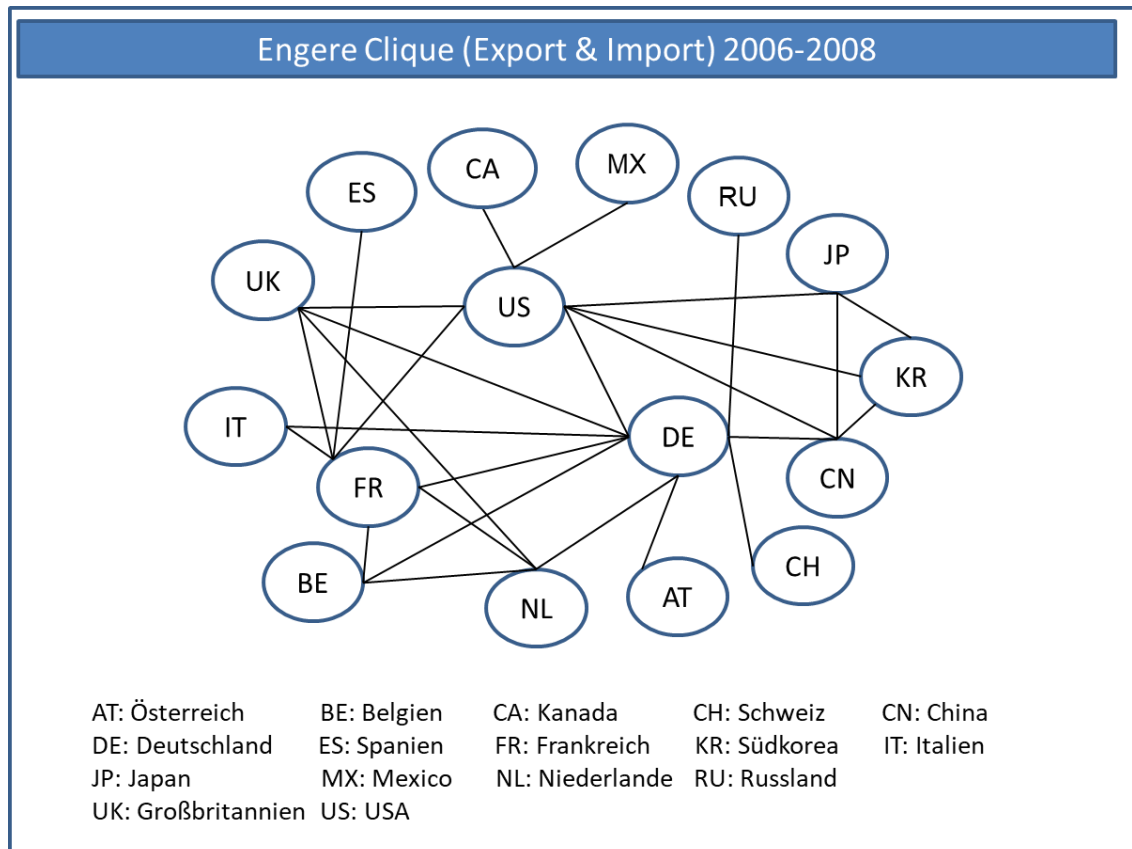 Engere Clique (Export & Import) 2006-2008
CA
MX
ES
RU
JP
UK
US
KR
IT
DE
CN
FR
CH
BE
NL
AT
AT: Österreich BE: Belgien CA: Kanada CH: Schweiz CN: China
DE: Deutschland ES: Spanien FR: Frankreich KR: Südkorea IT: Italien
JP: Japan MX: Mexico NL: Niederlande RU: Russland
UK: Großbritannien US: USA